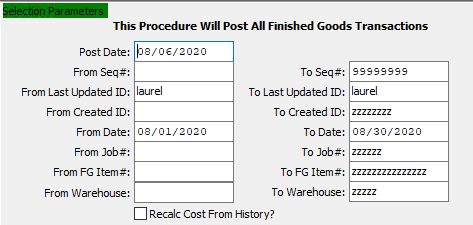 Selection Parameters
This Procedure Will Post All Finished Goods Transactions
Post Date: 08/06/2020
From Seq#: To Seq#: 99999999
From Last Updated ID: laurel To Last Updated ID: laurel
From Created ID: To Created ID: zzzzzzzz
From Date: 08/01/2020 To Date: 08/30/2020
From Job#: To Job#: zzzzzz
From FG Item#: To FG Item#: zzzzzzzzzzzzzzz
From Warehouse: To Warehouse: zzzzz
Recalc Cost From History?